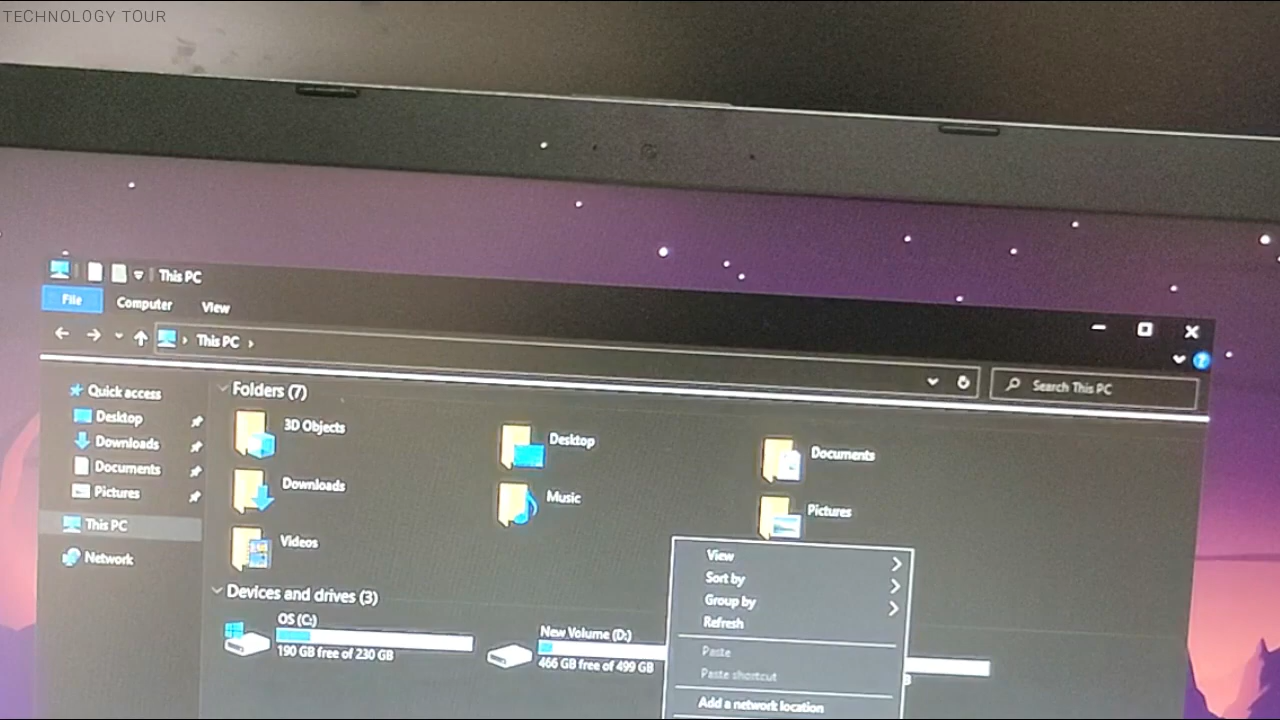 TECHNOLOGY TOUR
This PC
File Computer View
This PC
Search This PC
Quick access
Desktop
Downloads
Documents
Pictures
This PC
Network
Folders (7)
3D Objects
Desktop
Documents
Downloads
Music
Pictures
Videos
Devices and drives (3)
OS (C:)
190 GB free of 230 GB
New Volume (D:)
466 GB free of 499 GB
View
Sort by
Group by
Refresh
Paste
Paste shortcut
Add a network location